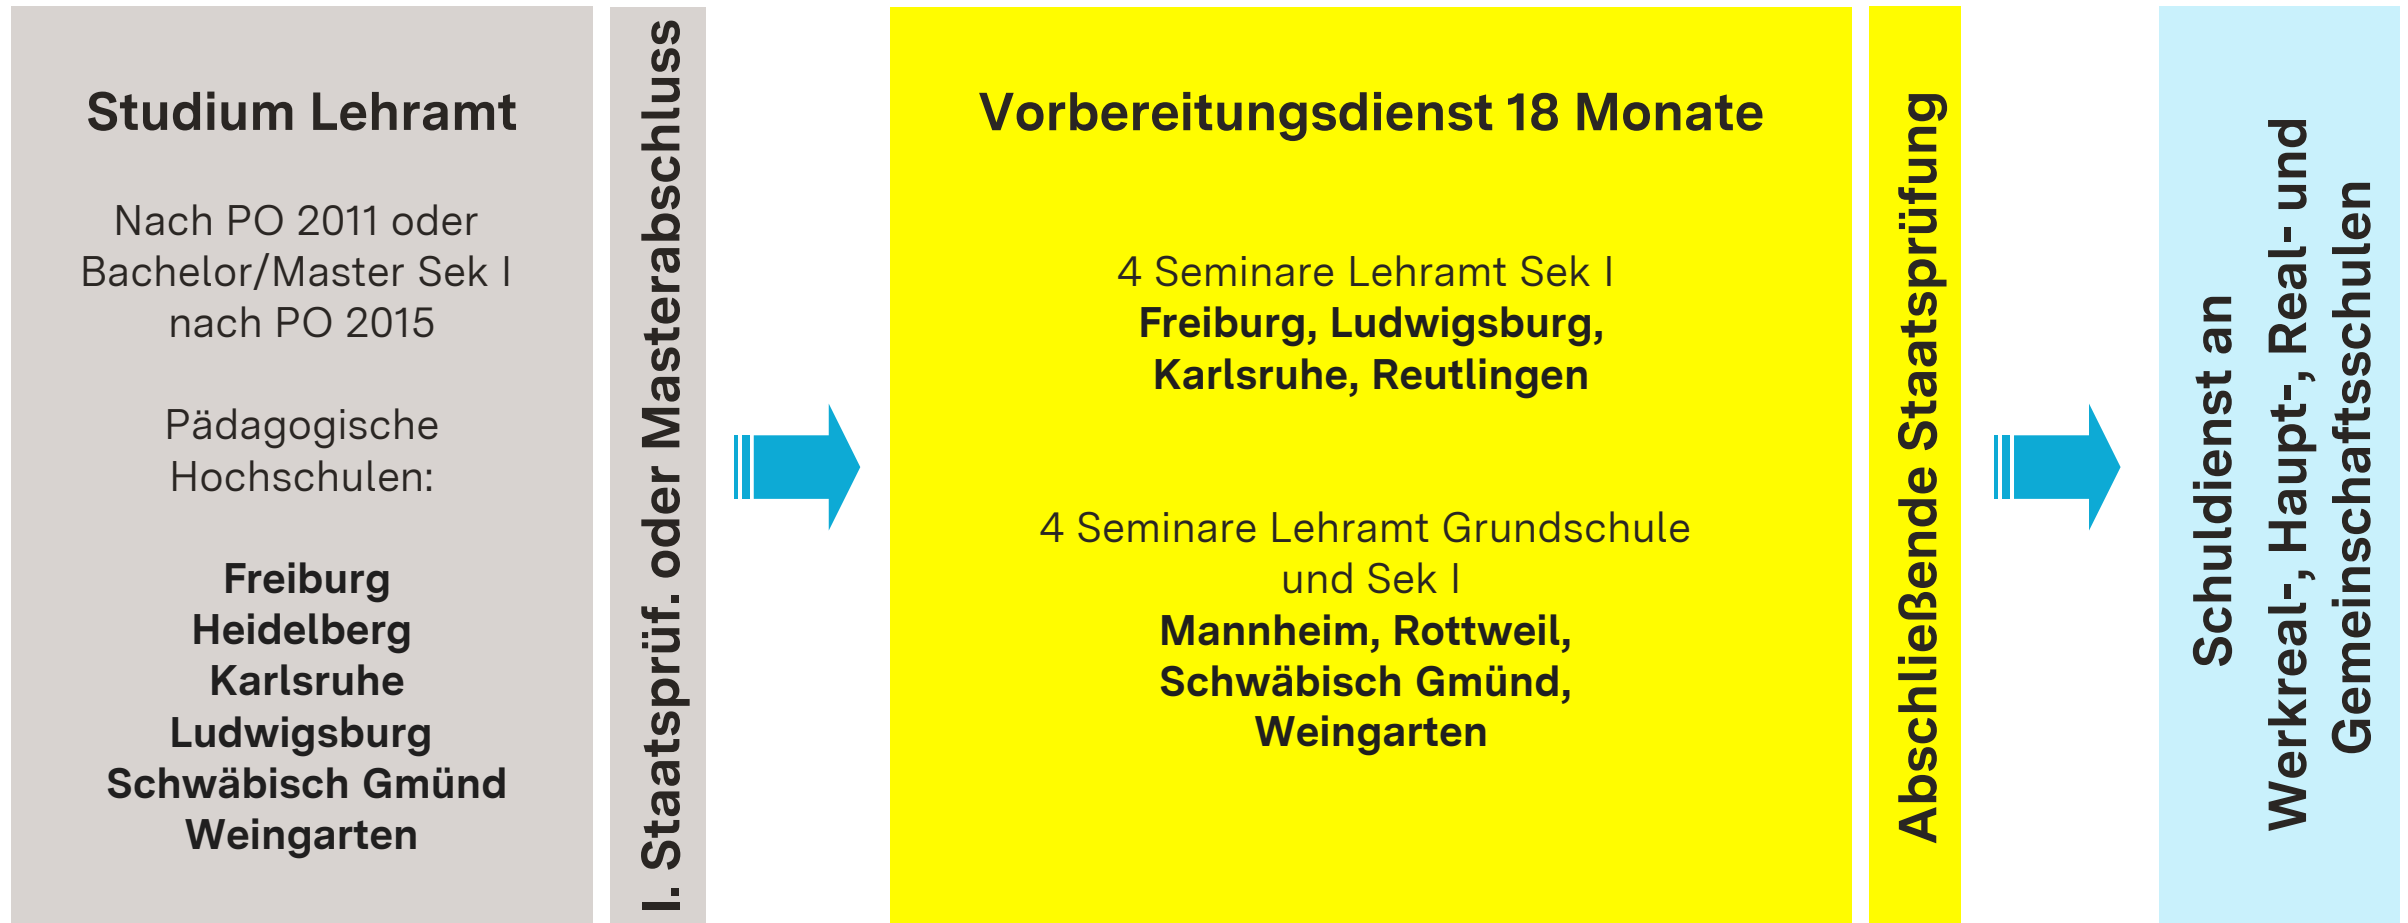 Studium Lehramt
Nach PO 2011 oder
Bachelor/Master Sek I
nach PO 2015
Pädagogische
Hochschulen:
Freiburg
Heidelberg
Karlsruhe
Ludwigsburg
Schwäbisch Gmünd
Weingarten
I. Staatsprüf. oder Masterabschluss
Vorbereitungsdienst 18 Monate
4 Seminare Lehramt Sek I
Freiburg, Ludwigsburg,
Karlsruhe, Reutlingen
4 Seminare Lehramt Grundschule
und Sek I
Mannheim, Rottweil,
Schwäbisch Gmünd,
Weingarten
Abschließende Staatsprüfung
Schuldienst an
Werkreal-, Haupt-, Real- und
Gemeinschaftsschulen